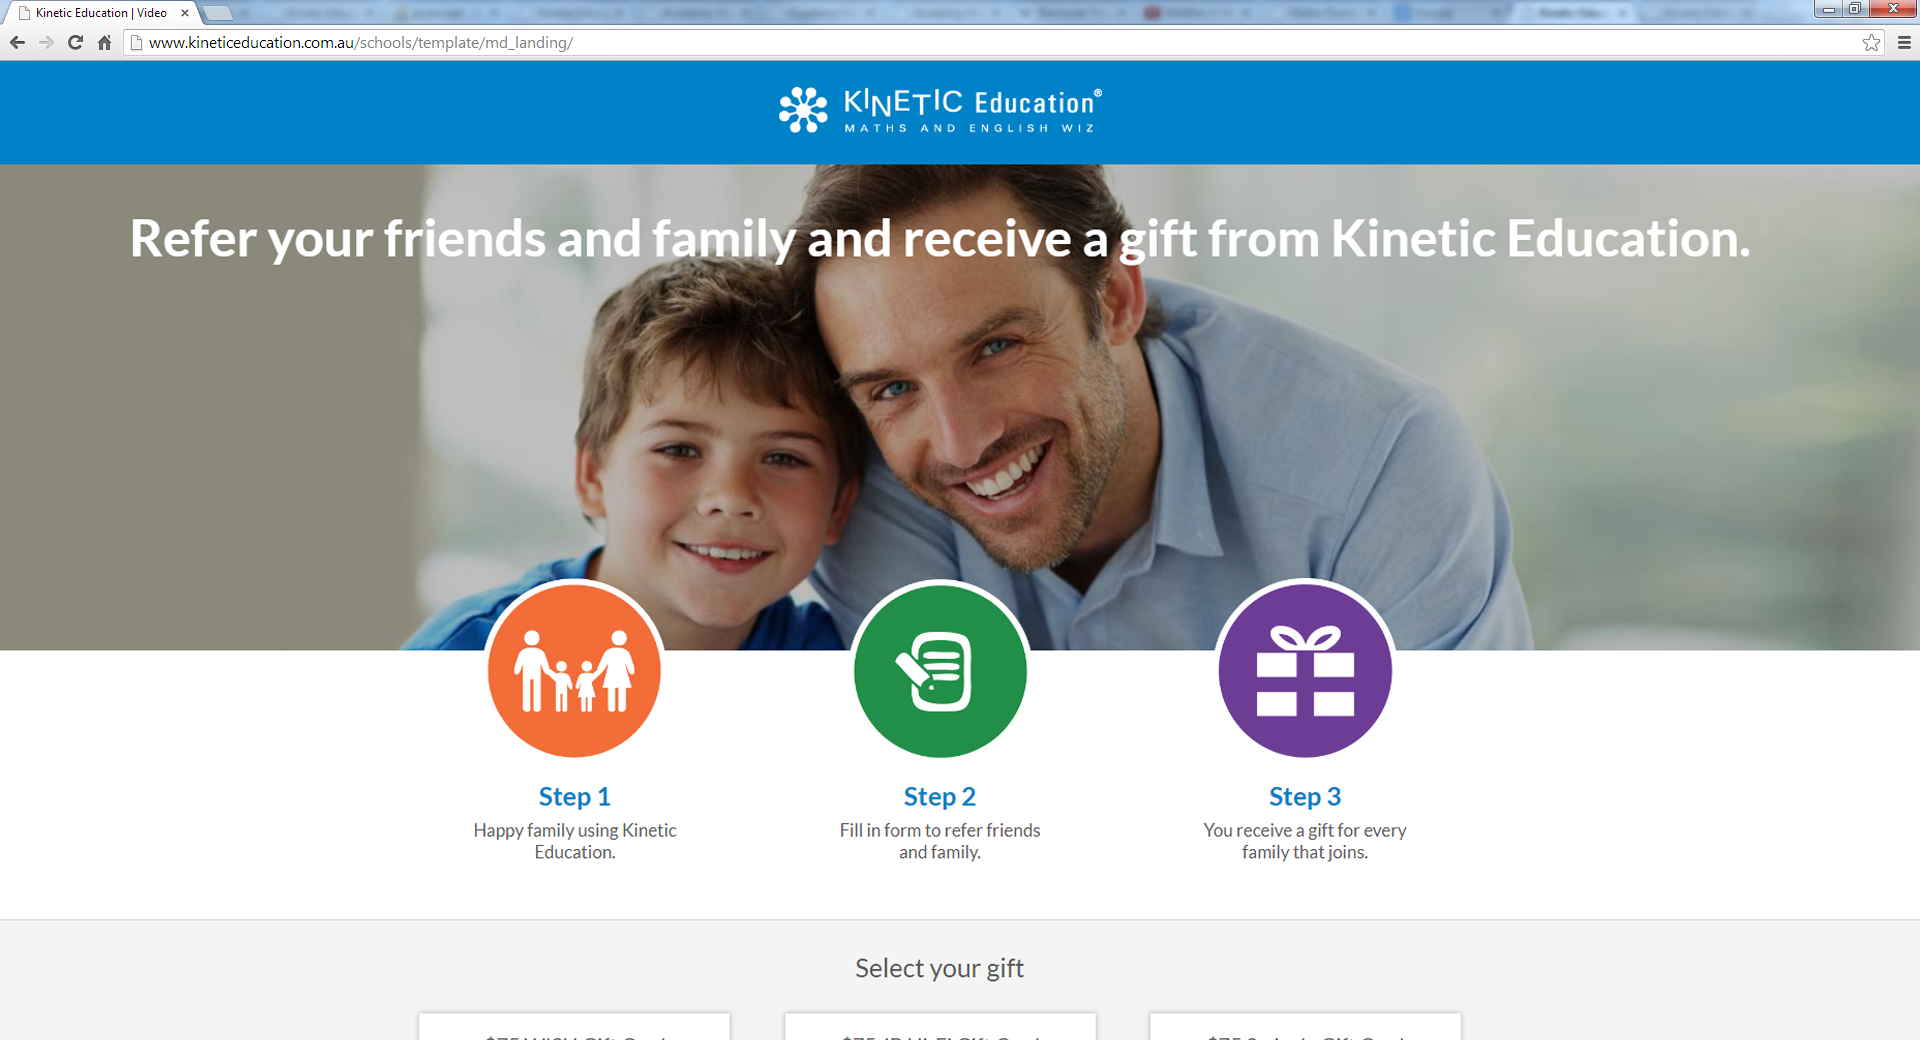 Kinetic Education | Video
www.kineticeducation.com.au/schools/template/md_landing/
KINETIC Education®
MATHS AND ENGLISH WIZ
Refer your friends and family and receive a gift from Kinetic Education.
Step 1
Happy family using Kinetic
Education.
Step 2
Fill in form to refer friends
and family.
Step 3
You receive a gift for every
family that joins.
Select your gift